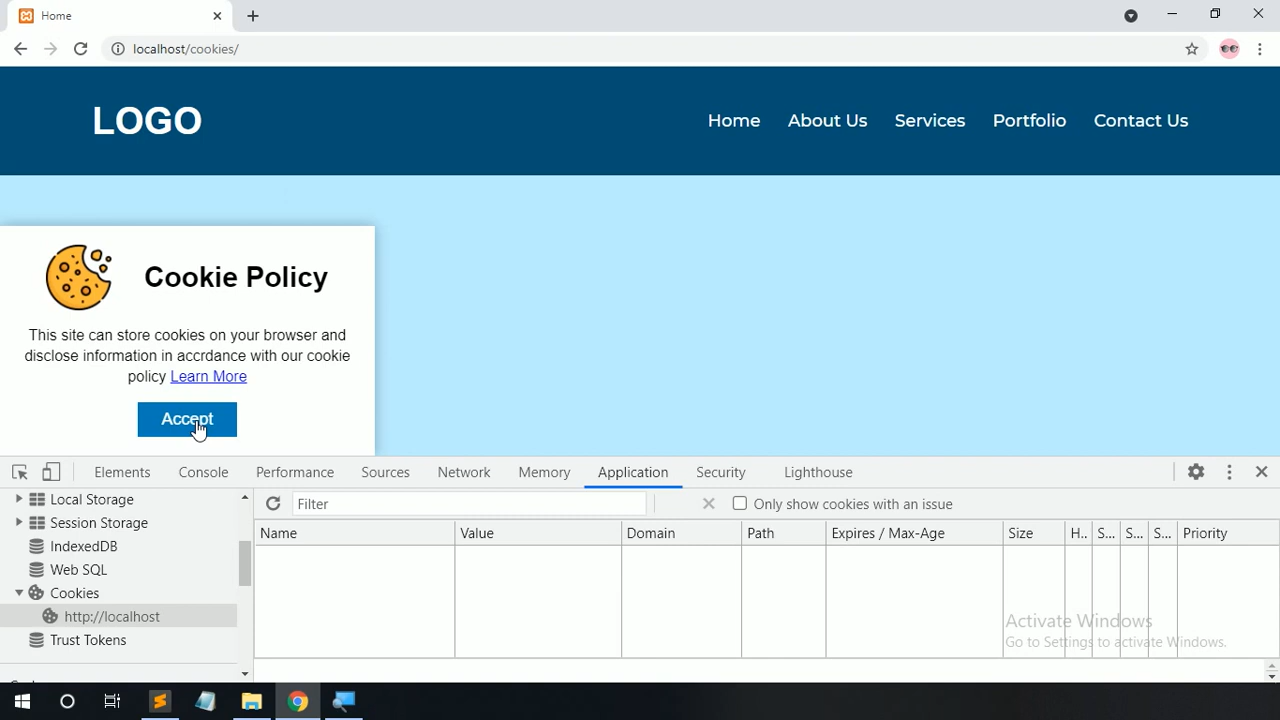 Home
localhost/cookies/
LOGO
Home About Us Services Portfolio Contact Us
Cookie Policy
This site can store cookies on your browser and
disclose information in accrdance with our cookie
policy Learn More
Accept
Elements Console Performance Sources Network Memory Application Security Lighthouse
Local Storage
Session Storage
IndexedDB
Web SQL
Cookies
http://localhost
Trust Tokens
Filter
Only show cookies with an issue
Name Value Domain Path Expires / Max-Age Size H.. S... S... S... Priority
Activate Windows
Go to Settings to activate Windows.